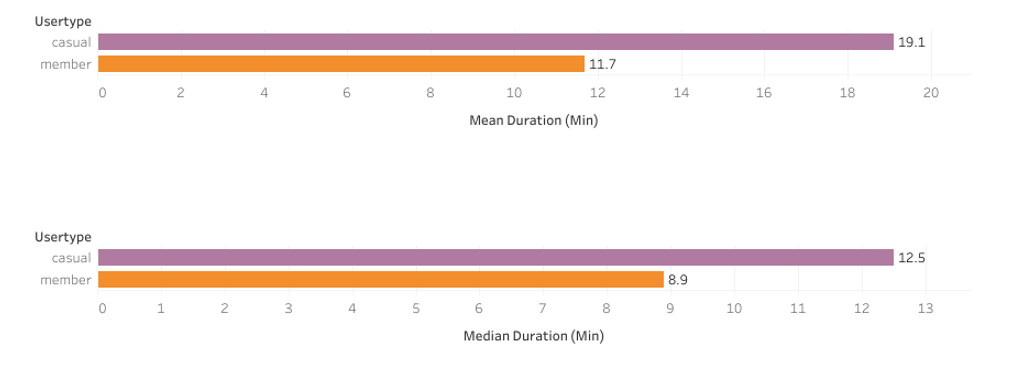 Usertype
casual 19.1
member 11.7
0 2 4 6 8 10 12 14 16 18 20
Mean Duration (Min)
Usertype
casual 12.5
member 8.9
0 1 2 3 4 5 6 7 8 9 10 11 12 13
Median Duration (Min)